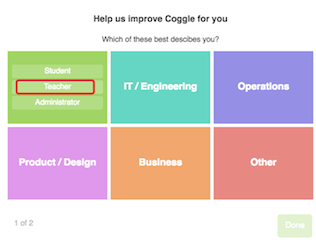 Help us improve Coggle for you
Which of these best descibes you?
Student
Teacher
Administrator
IT / Engineering
Operations
Product / Design
Business
Other
1 of 2
Done